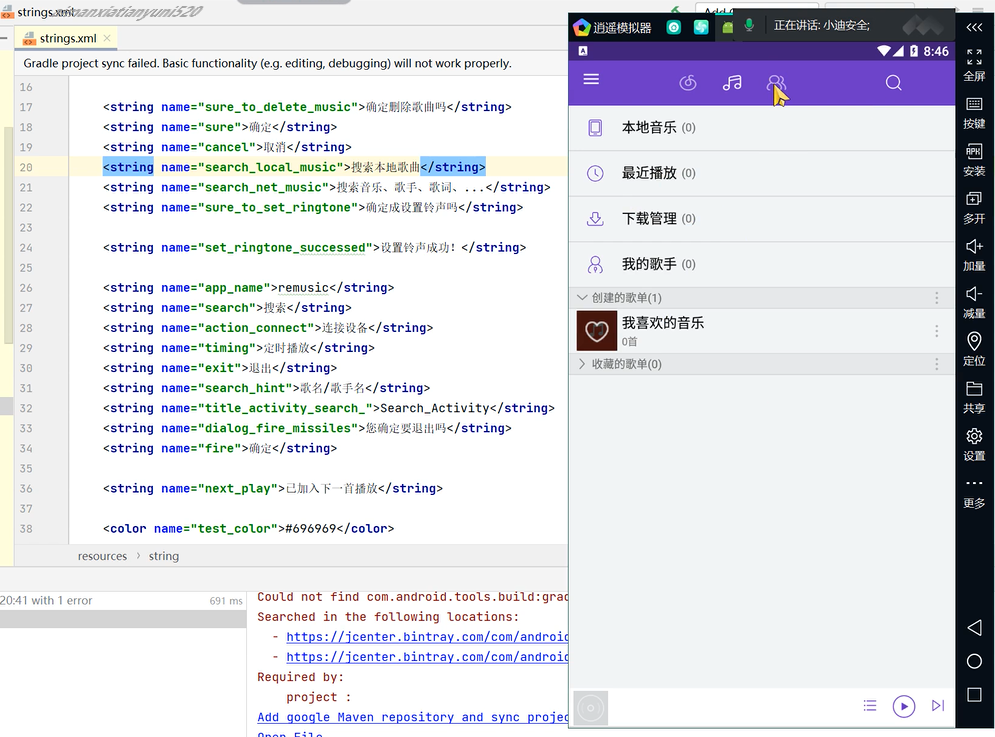 strings.xml
xiaanxiatianyuni520
Add C
strings.xml
Gradle project sync failed. Basic functionality (e.g. editing, debugging) will not work properly.
16
17 <string name="sure_to_delete_music">确定删除歌曲吗</string>
18 <string name="sure">确定</string>
19 <string name="cancel">取消</string>
20 <string name="search_local_music">搜索本地歌曲</string>
21 <string name="search_net_music">搜索音乐、歌手、歌词、...</string>
22 <string name="sure_to_set_ringtone">确定成设置铃声吗</string>
23
24 <string name="set_ringtone_successed">设置铃声成功！</string>
25
26 <string name="app_name">remusic</string>
27 <string name="search">搜索</string>
28 <string name="action_connect">连接设备</string>
29 <string name="timing">定时播放</string>
30 <string name="exit">退出</string>
31 <string name="search_hint">歌名/歌手名</string>
32 <string name="title_activity_search_">Search_Activity</string>
33 <string name="dialog_fire_missiles">您确定要退出吗</string>
34 <string name="fire">确定</string>
35
36 <string name="next_play">已加入下一首播放</string>
37
38 <color name="test_color">#696969</color>
resources › string
20:41 with 1 error 691 ms
Could not find com.android.tools.build:grad
Searched in the following locations:
- https://jcenter.bintray.com/com/android
- https://jcenter.bintray.com/com/android
Required by:
project :
Add google Maven repository and sync projec
Open File
逍遥模拟器
正在讲话: 小迪安全;
A
8:46
本地音乐 (0)
最近播放 (0)
下载管理 (0)
我的歌手 (0)
创建的歌单(1)
我喜欢的音乐
0首
收藏的歌单(0)
全屏
按键
APK
安装
多开
加量
减量
定位
共享
设置
更多